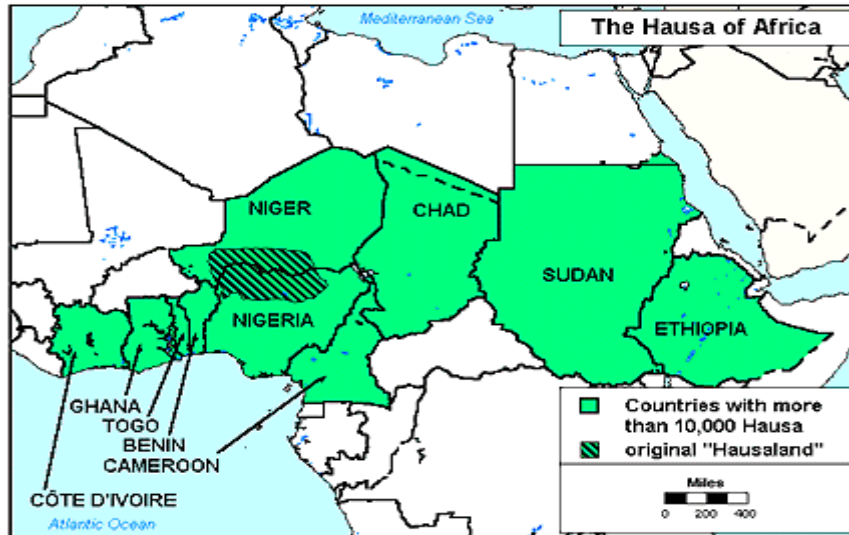 Mediterranean Sea
The Hausa of Africa
NIGER
CHAD
SUDAN
NIGERIA
ETHIOPIA
GHANA
TOGO
BENIN
CAMEROON
CÔTE D'IVOIRE
Atlantic Ocean
Countries with more
than 10,000 Hausa
original "Hausaland"
Miles
0 200 400